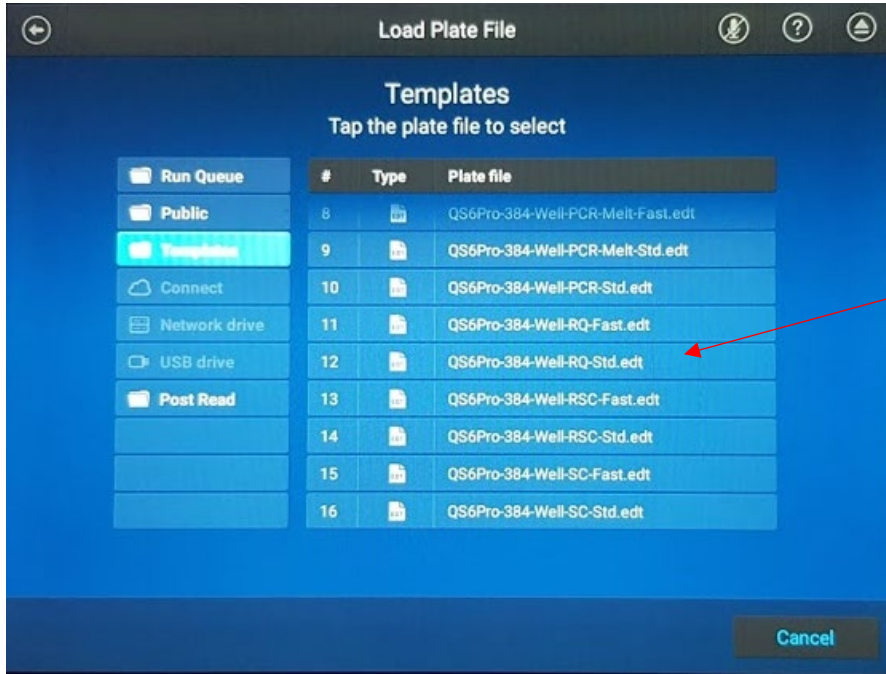 Load Plate File
?
Templates
Tap the plate file to select
Run Queue
Public
Templates
Connect
Network drive
USB drive
Post Read
# Type Plate file
8 QS6Pro-384-Well-PCR-Melt-Fast.edt
9 QS6Pro-384-Well-PCR-Melt-Std.edt
10 QS6Pro-384-Well-PCR-Std.edt
11 QS6Pro-384-Well-RQ-Fast.edt
12 QS6Pro-384-Well-RQ-Std.edt
13 QS6Pro-384-Well-RSC-Fast.edt
14 QS6Pro-384-Well-RSC-Std.edt
15 QS6Pro-384-Well-SC-Fast.edt
16 QS6Pro-384-Well-SC-Std.edt
Cancel